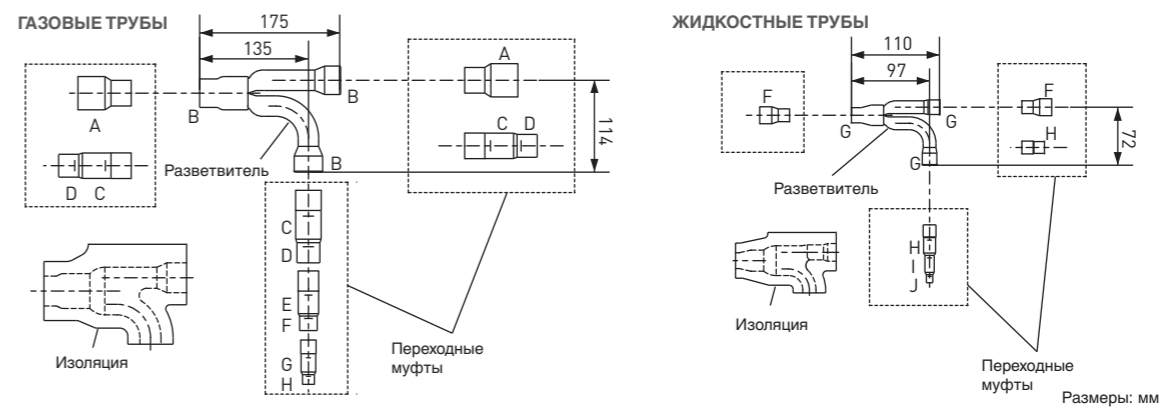 ГАЗОВЫЕ ТРУБЫ
175
135
A
B
B
B
A
D C
C D
114
Разветвитель
C
D
E
F
G
H
Изоляция
Переходные
муфты
ЖИДКОСТНЫЕ ТРУБЫ
110
97
F
G
G
G
F
H
72
Разветвитель
H
I
J
Изоляция
Переходные
муфты
Размеры: мм